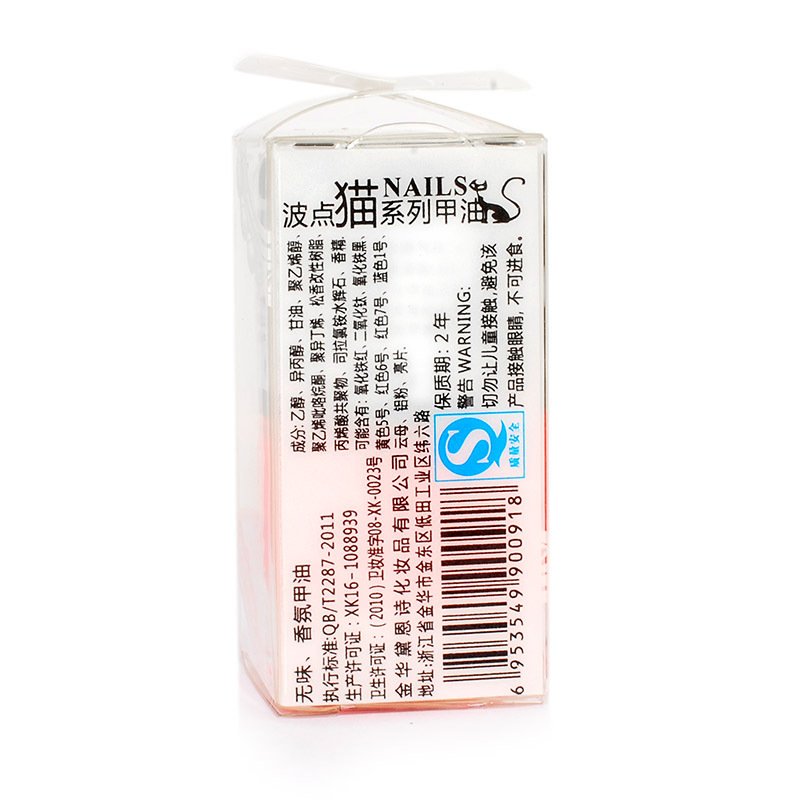 NAILS
波点猫系列甲油
成分: 乙醇、异丙醇、甘油、聚乙烯醇、
聚乙烯吡咯烷酮、聚异丁烯、松香改性树脂、
丙烯酸共聚物、司拉氯铵水辉石、香精.
可能含有: 氧化铁红、二氧化钛、氧化铁黑、
黄色5号、红色6号、红色7号、蓝色1号、
云母、铝粉、亮片.
保质期: 2 年
警告 WARNING:
切勿让儿童接触,避免该
产品接触眼睛,不可进食。
质量安全
无味、香氛甲油
执行标准:QB/T2287-2011
生产许可证: XK16-1088939
卫生许可证: (2010) 卫妆准字08-XK-0023号
金华黛恩诗化妆品有限公司
地址: 浙江省金华市金东区低田工业区纬六路
6 953549 900918